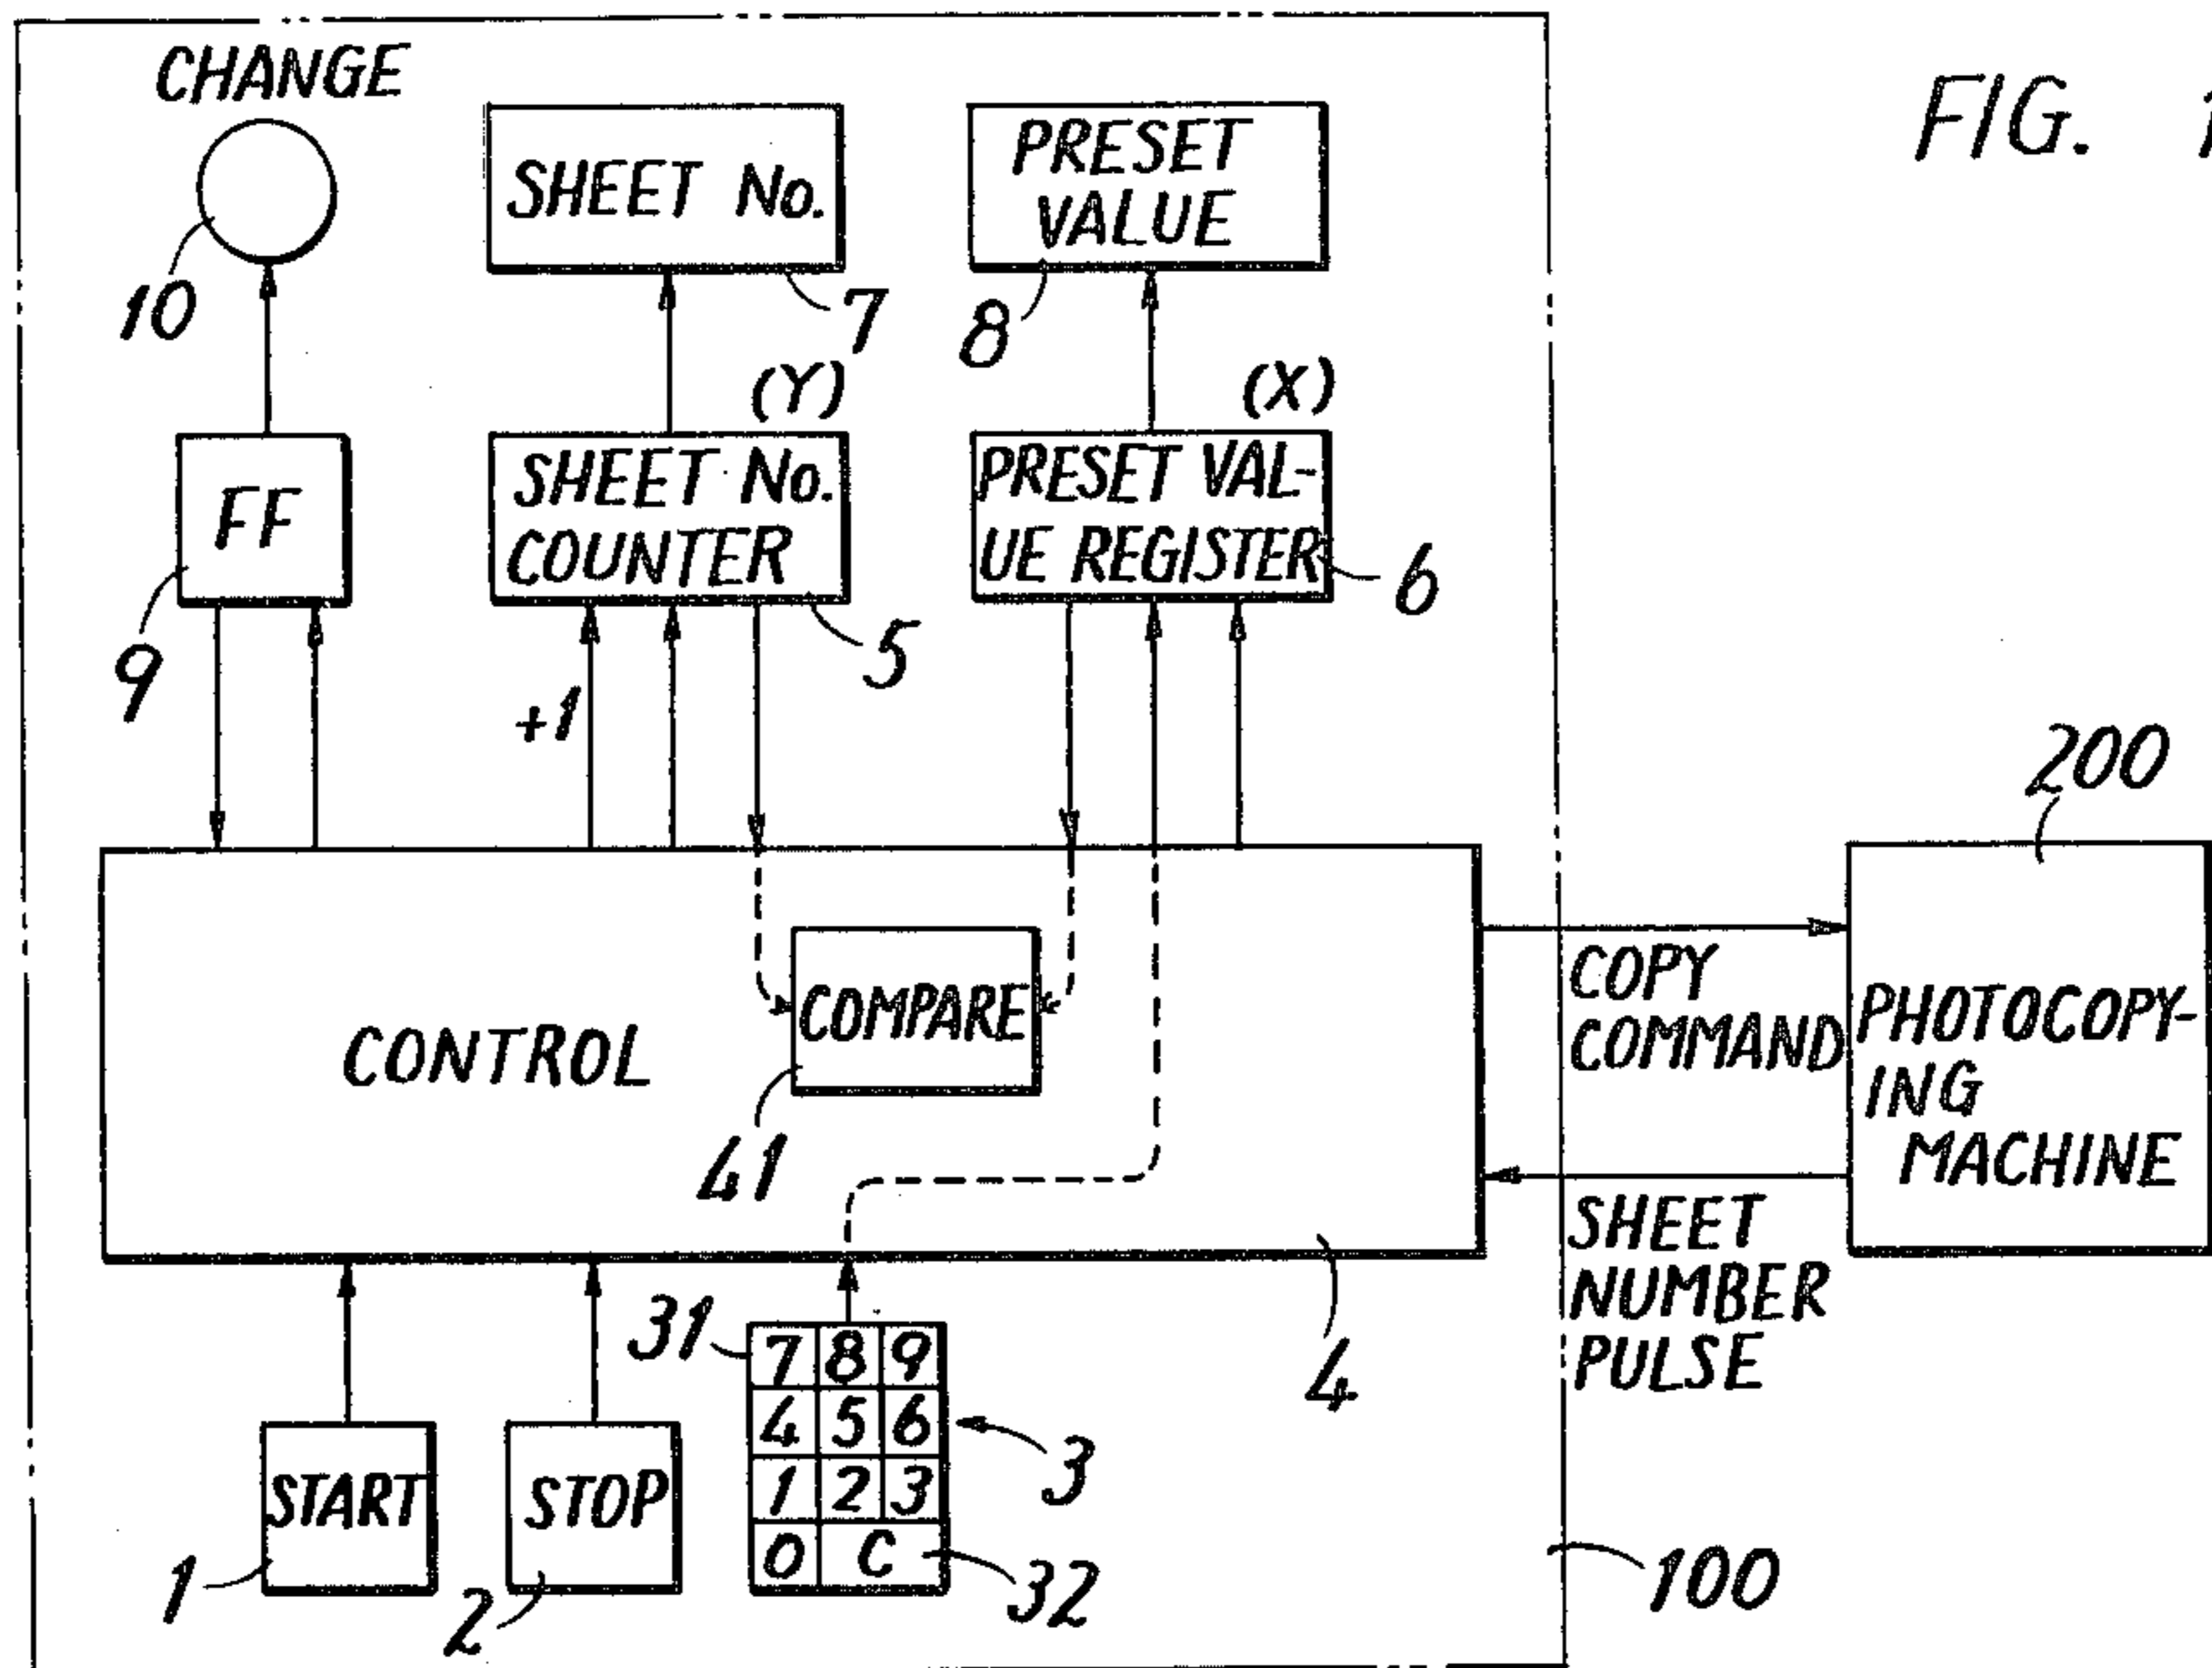 CHANGE
FIG. 1
SHEET No.
PRESET
VALUE
10
7
8
(Y)
(X)
FF
SHEET No.
COUNTER
PRESET VAL-
UE REGISTER
6
9
5
+1
200
COMPARE
COPY
COMMAND
CONTROL
PHOTOCOPY-
ING
MACHINE
41
SHEET
NUMBER
PULSE
31
7 8 9
4 5 6
1 2 3
0 C
4
3
START
STOP
1
2
32
100